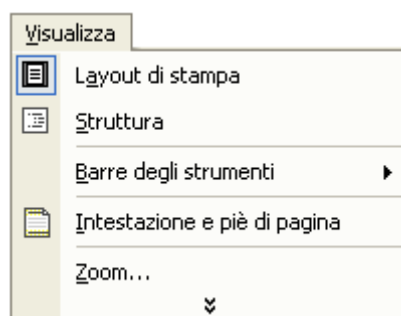 Visualizza
Layout di stampa
Struttura
Barre degli strumenti
Intestazione e piè di pagina
Zoom...